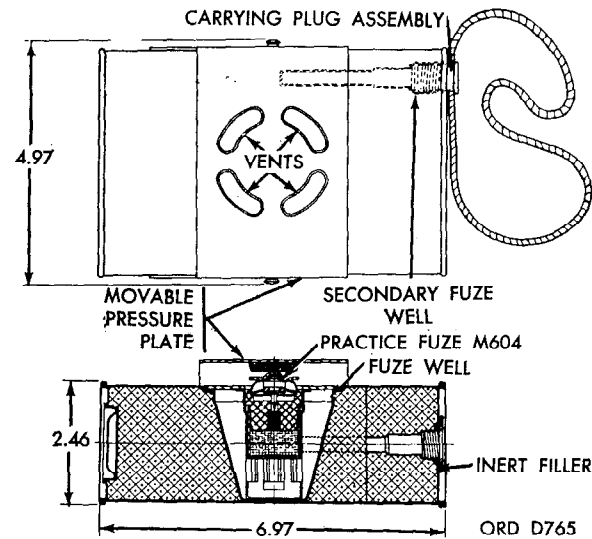 CARRYING PLUG ASSEMBLY
4.97
VENTS
MOVABLE
PRESSURE
PLATE
SECONDARY FUZE
WELL
PRACTICE FUZE M604
FUZE WELL
2.46
INERT FILLER
6.97
ORD D765